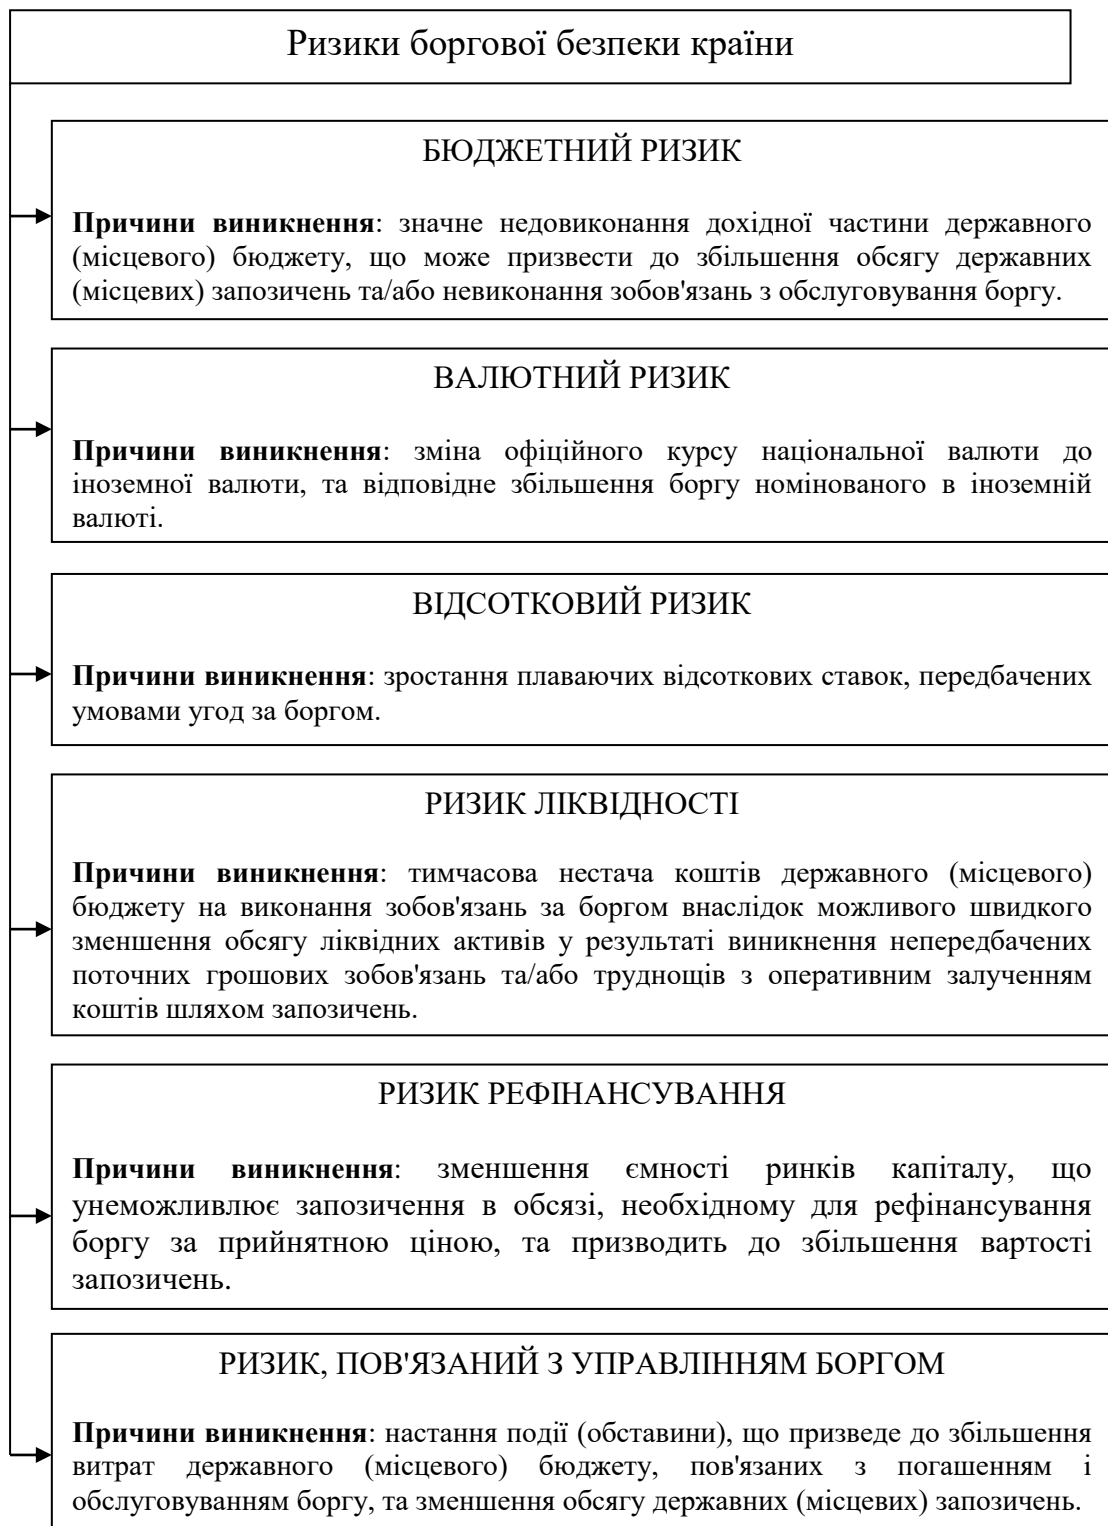 Ризики боргової безпеки країни
БЮДЖЕТНИЙ РИЗИК
Причини виникнення: значне недовиконання дохідної частини державного
(місцевого) бюджету, що може призвести до збільшення обсягу державних
(місцевих) запозичень та/або невиконання зобов'язань з обслуговування боргу.
ВАЛЮТНИЙ РИЗИК
Причини виникнення: зміна офіційного курсу національної валюти до
іноземної валюти, та відповідне збільшення боргу номінованого в іноземній
валюті.
ВІДСОТКОВИЙ РИЗИК
Причини виникнення: зростання плаваючих відсоткових ставок, передбачених
умовами угод за боргом.
РИЗИК ЛІКВІДНОСТІ
Причини виникнення: тимчасова нестача коштів державного (місцевого)
бюджету на виконання зобов'язань за боргом внаслідок можливого швидкого
зменшення обсягу ліквідних активів у результаті виникнення непередбачених
поточних грошових зобов'язань та/або труднощів з оперативним залученням
коштів шляхом запозичень.
РИЗИК РЕФІНАНСУВАННЯ
Причини виникнення: зменшення ємності ринків капіталу, що
унеможливлює запозичення в обсязі, необхідному для рефінансування
боргу за прийнятною ціною, та призводить до збільшення вартості
запозичень.
РИЗИК, ПОВ'ЯЗАНИЙ З УПРАВЛІННЯМ БОРГОМ
Причини виникнення: настання події (обставини), що призведе до збільшення
витрат державного (місцевого) бюджету, пов'язаних з погашенням і
обслуговуванням боргу, та зменшення обсягу державних (місцевих) запозичень.